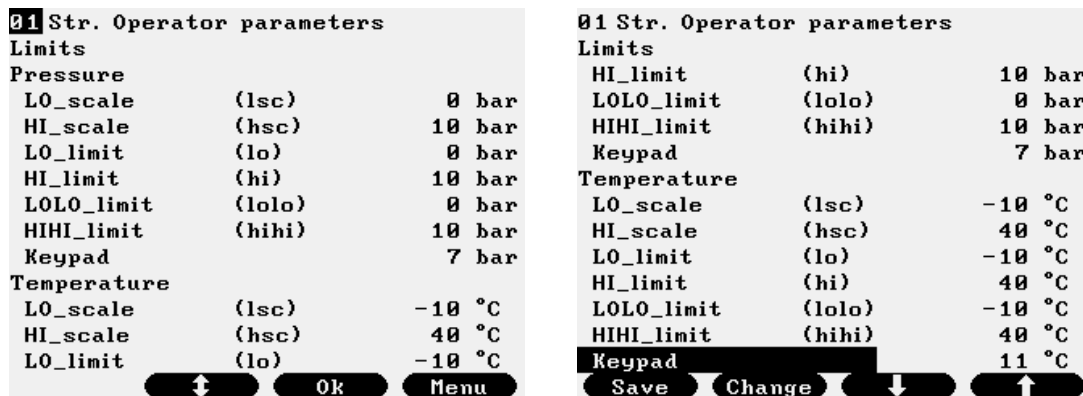 01 Str. Operator parameters
Limits
Pressure
LO_scale (lsc) 0 bar
HI_scale (hsc) 10 bar
LO_limit (lo) 0 bar
HI_limit (hi) 10 bar
LOLO_limit (lolo) 0 bar
HIHI_limit (hihi) 10 bar
Keypad 7 bar
Temperature
LO_scale (lsc) -10 °C
HI_scale (hsc) 40 °C
LO_limit (lo) -10 °C
Ok Menu
01 Str. Operator parameters
Limits
HI_limit (hi) 10 bar
LOLO_limit (lolo) 0 bar
HIHI_limit (hihi) 10 bar
Keypad 7 bar
Temperature
LO_scale (lsc) -10 °C
HI_scale (hsc) 40 °C
LO_limit (lo) -10 °C
HI_limit (hi) 40 °C
LOLO_limit (lolo) -10 °C
HIHI_limit (hihi) 40 °C
Keypad 11 °C
Save Change